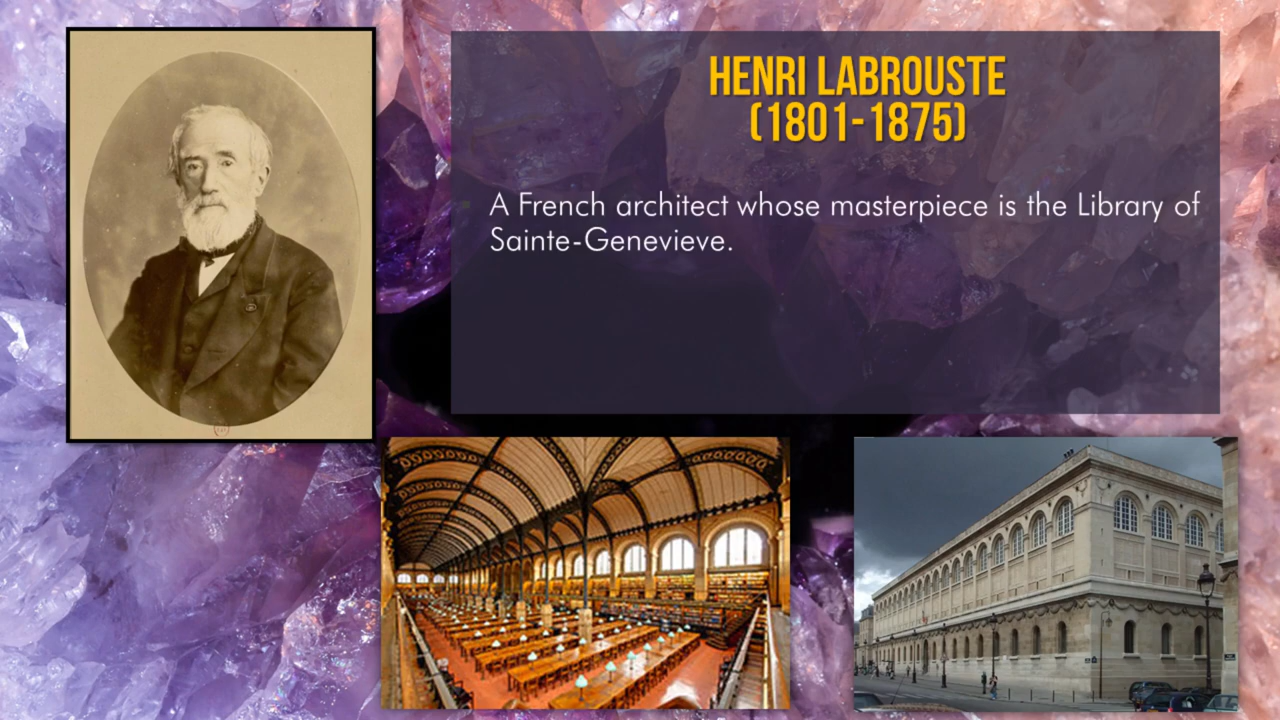 HENRI LABROUSTE
(1801-1875)
A French architect whose masterpiece is the Library of
Sainte-Genevieve.